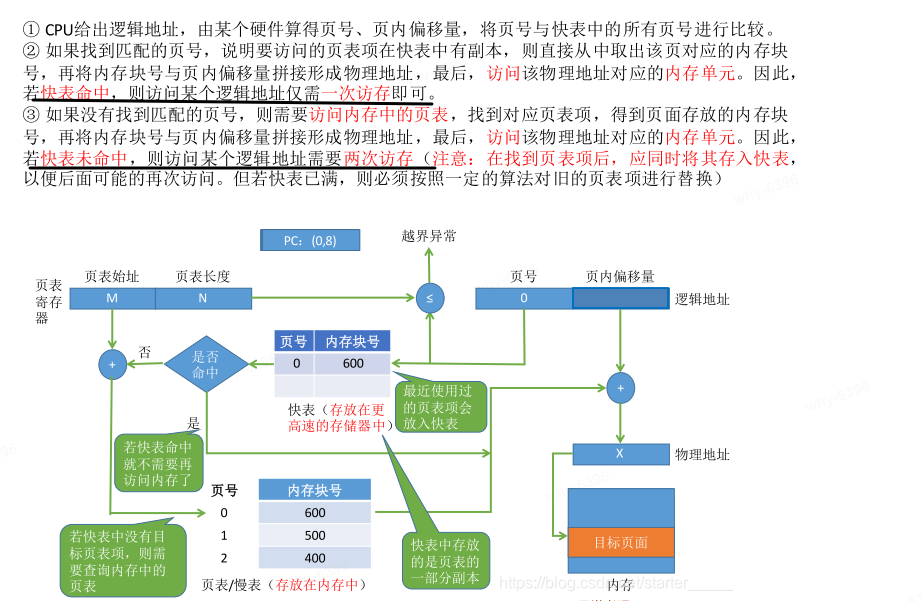 ① CPU给出逻辑地址，由某个硬件算得页号、页内偏移量，将页号与快表中的所有页号进行比较。
② 如果找到匹配的页号，说明要访问的页表项在快表中有副本，则直接从中取出该页对应的内存块
号，再将内存块号与页内偏移量拼接形成物理地址，最后，访问该物理地址对应的内存单元。因此，
若快表命中，则访问某个逻辑地址仅需一次访存即可。
③ 如果没有找到匹配的页号，则需要访问内存中的页表，找到对应页表项，得到页面存放的内存块
号，再将内存块号与页内偏移量拼接形成物理地址，最后，访问该物理地址对应的内存单元。因此，
若快表未命中，则访问某个逻辑地址需要两次访存（注意：在找到页表项后，应同时将其存入快表，
以便后面可能的再次访问。但若快表已满，则必须按照一定的算法对旧的页表项进行替换）
why-6396
PC：(0,8)
越界异常
页表
寄存
器
页表始址
页表长度
M
N
≤
页号
页内偏移量
0
逻辑地址
+
否
是否
命中
页号
内存块号
0
600
快表（存放在更
高速的存储器中）
最近使用过
的页表项会
放入快表
+
why-6396
是
若快表命中
就不需要再
访问内存了
X
物理地址
页号
内存块号
0
600
1
500
2
400
页表/慢表（存放在内存中）
若快表中没有目
标页表项，则需
要查询内存中的
页表
快表中存放
的是页表的
一部分副本
目标页面
内存
https://blog.csdn.net/starter______